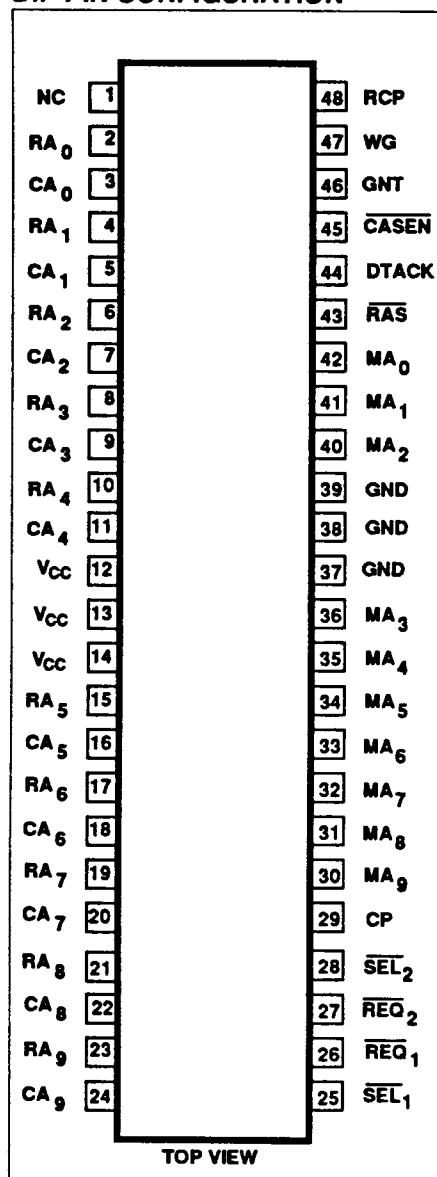 DIP PIN CONFIGURATION
NC 1 48 RCP
RA0 2 47 WG
CA0 3 46 GNT
RA1 4 45 CASEN
CA1 5 44 DTACK
RA2 6 43 RAS
CA2 7 42 MA0
RA3 8 41 MA1
CA3 9 40 MA2
RA4 10 39 GND
CA4 11 38 GND
VCC 12 37 GND
VCC 13 36 MA3
VCC 14 35 MA4
RA5 15 34 MA5
CA5 16 33 MA6
RA6 17 32 MA7
CA6 18 31 MA8
RA7 19 30 MA9
CA7 20 29 CP
RA8 21 28 SEL2
CA8 22 27 REQ2
RA9 23 26 REQ1
CA9 24 25 SEL1
TOP VIEW